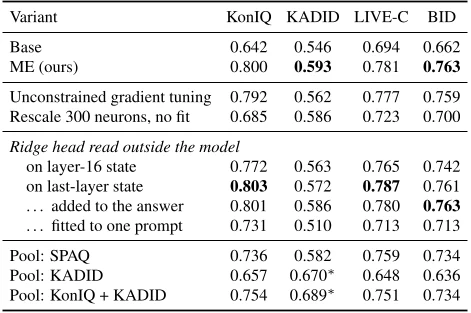 Variant KonIQ KADID LIVE-C BID
Base 0.642 0.546 0.694 0.662
ME (ours) 0.800 0.593 0.781 0.763
Unconstrained gradient tuning 0.792 0.562 0.777 0.759
Rescale 300 neurons, no fit 0.685 0.586 0.723 0.700
Ridge head read outside the model
on layer-16 state 0.772 0.563 0.765 0.742
on last-layer state 0.803 0.572 0.787 0.761
... added to the answer 0.801 0.586 0.780 0.763
... fitted to one prompt 0.731 0.510 0.713 0.713
Pool: SPAQ 0.736 0.582 0.759 0.734
Pool: KADID 0.657 0.670* 0.648 0.636
Pool: KonIQ + KADID 0.754 0.689* 0.751 0.734